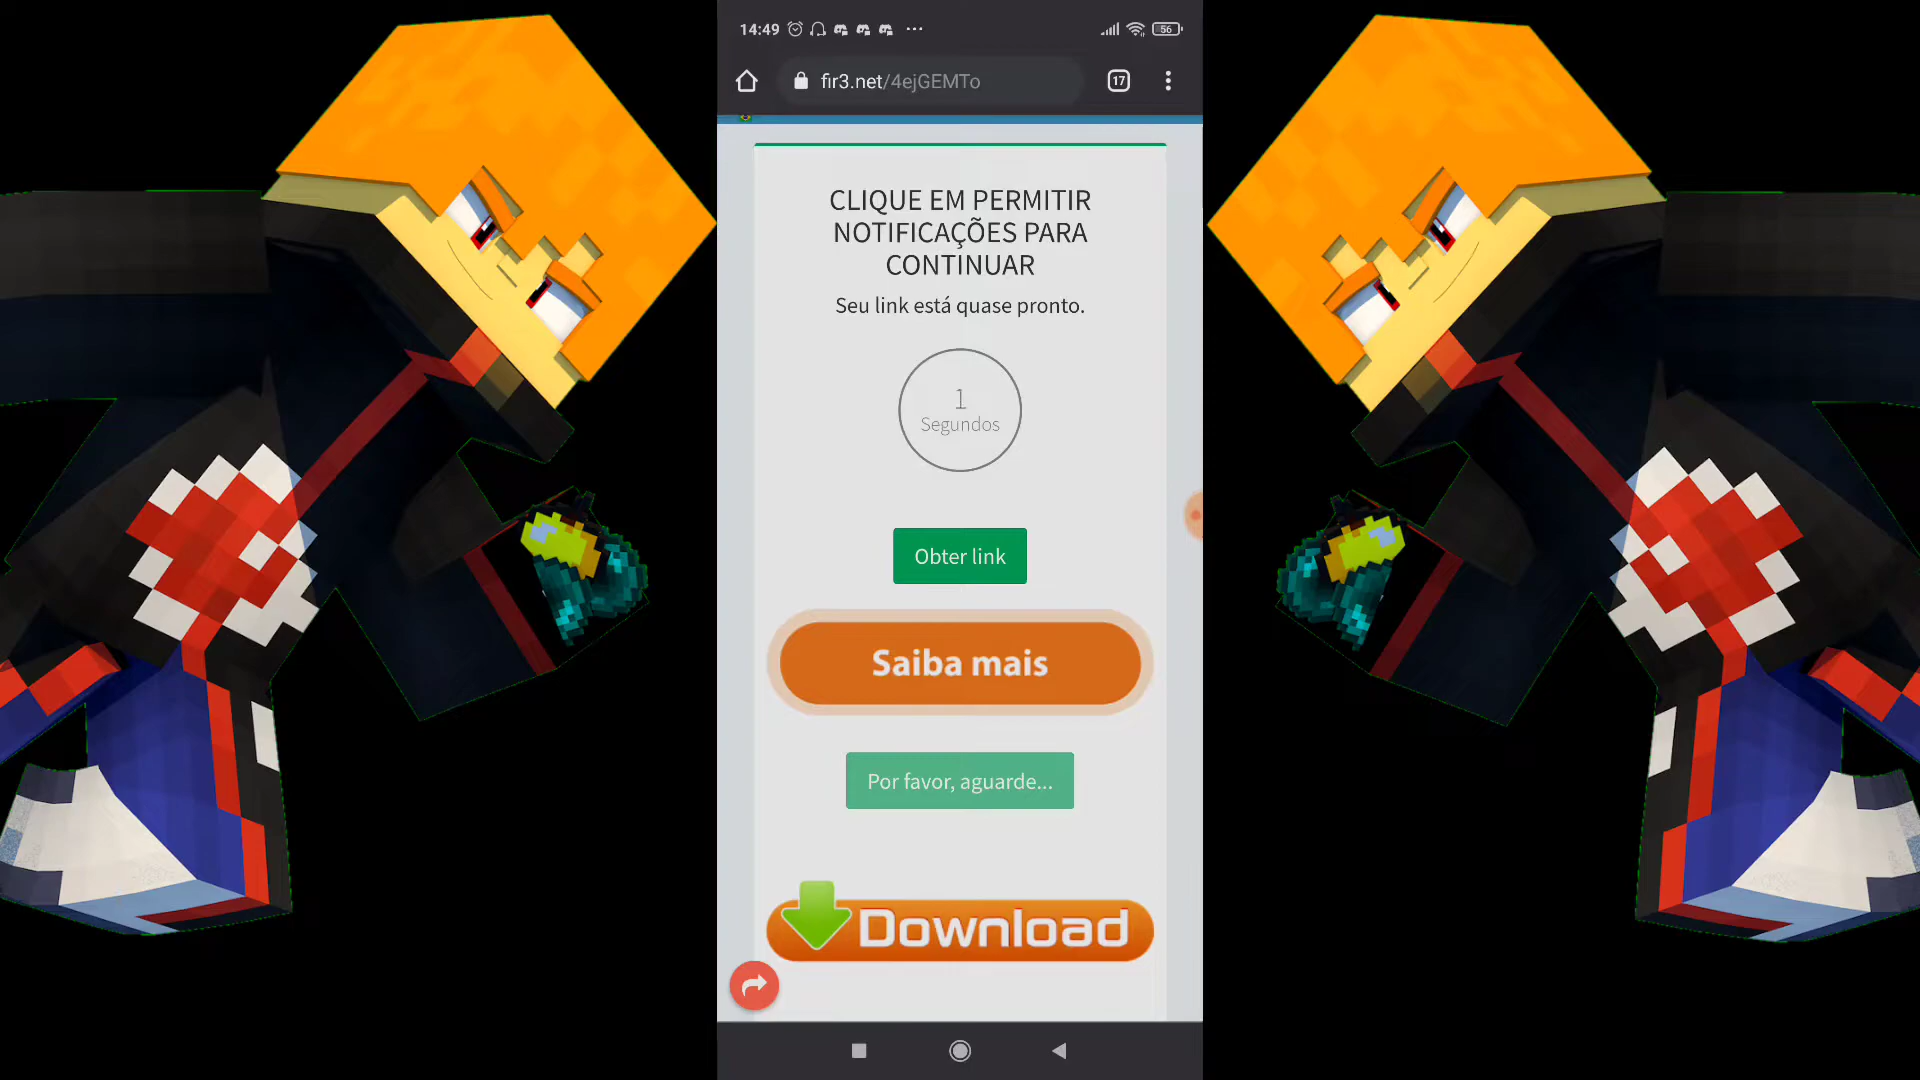 14:49
56
fir3.net/4ejGEMTo
17
CLIQUE EM PERMITIR
NOTIFICAÇÕES PARA
CONTINUAR
Seu link está quase pronto.
1
Segundos
Obter link
Saiba mais
Por favor, aguarde...
Download